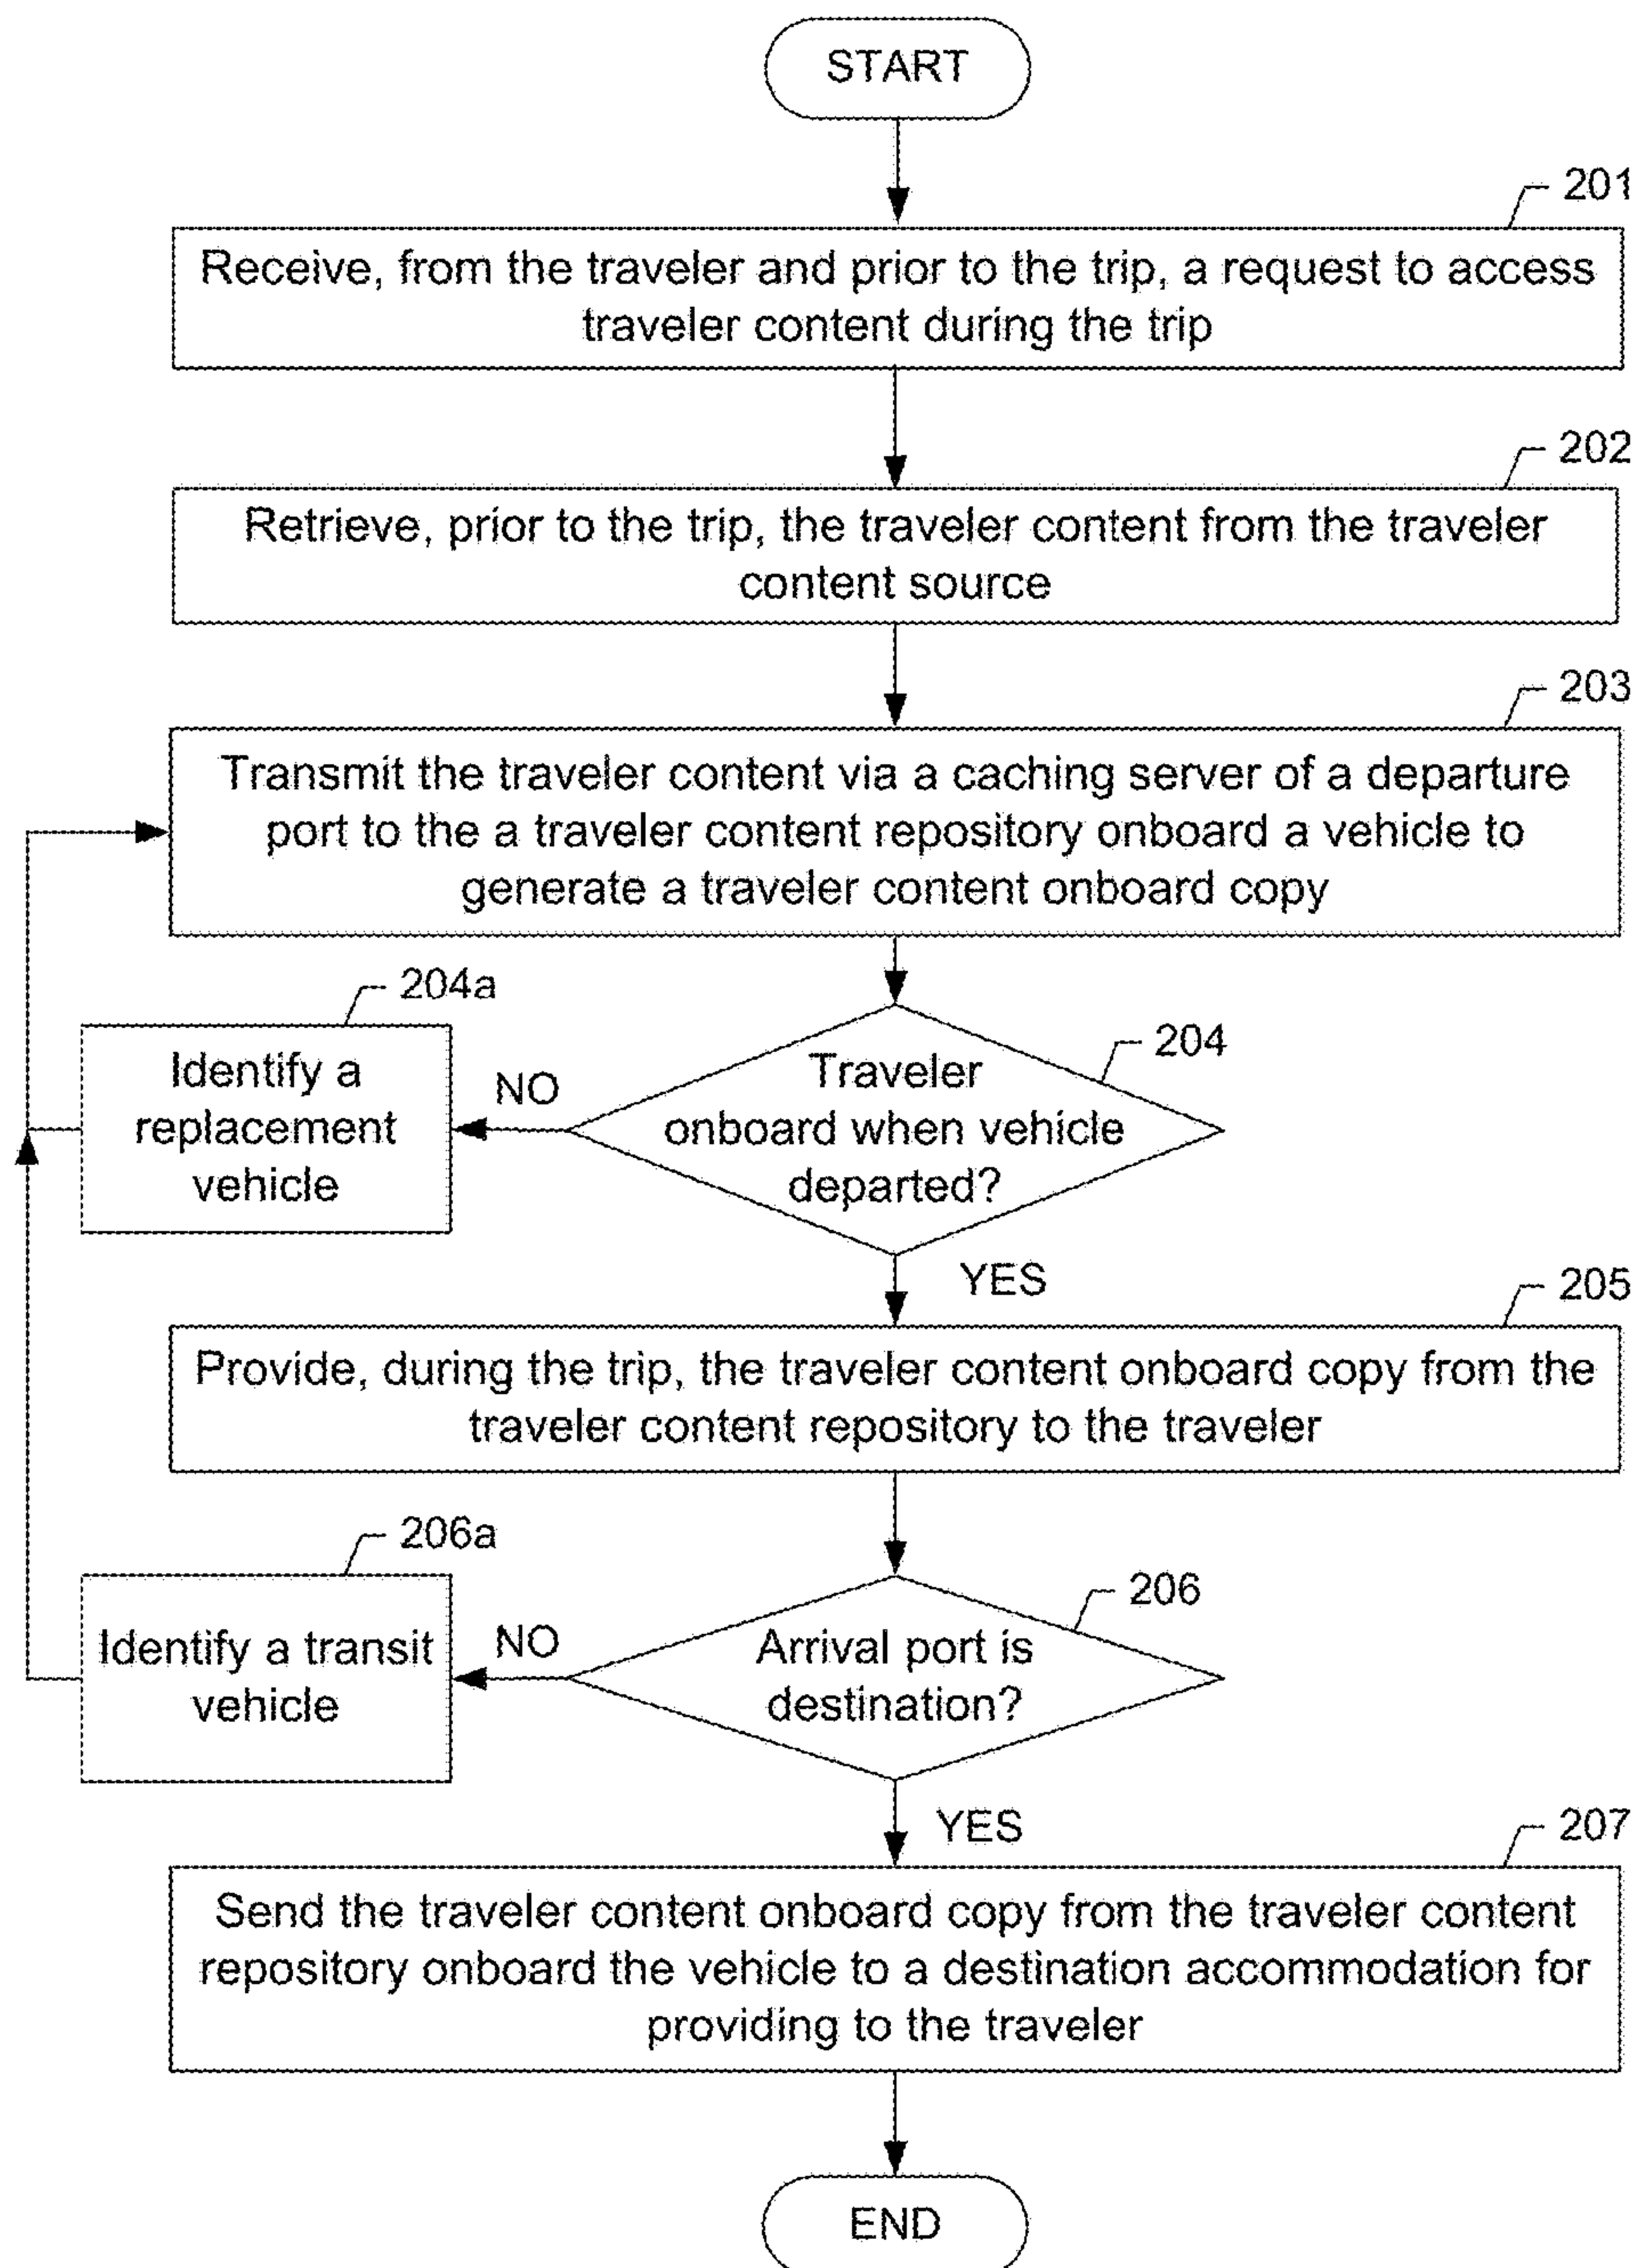 START
201
Receive, from the traveler and prior to the trip, a request to access
traveler content during the trip
202
Retrieve, prior to the trip, the traveler content from the traveler
content source
203
Transmit the traveler content via a caching server of a departure
port to the a traveler content repository onboard a vehicle to
generate a traveler content onboard copy
204a
Identify a
replacement
vehicle
NO
204
Traveler
onboard when vehicle
departed?
YES
205
Provide, during the trip, the traveler content onboard copy from the
traveler content repository to the traveler
206a
Identify a transit
vehicle
NO
206
Arrival port is
destination?
YES
207
Send the traveler content onboard copy from the traveler content
repository onboard the vehicle to a destination accommodation for
providing to the traveler
END